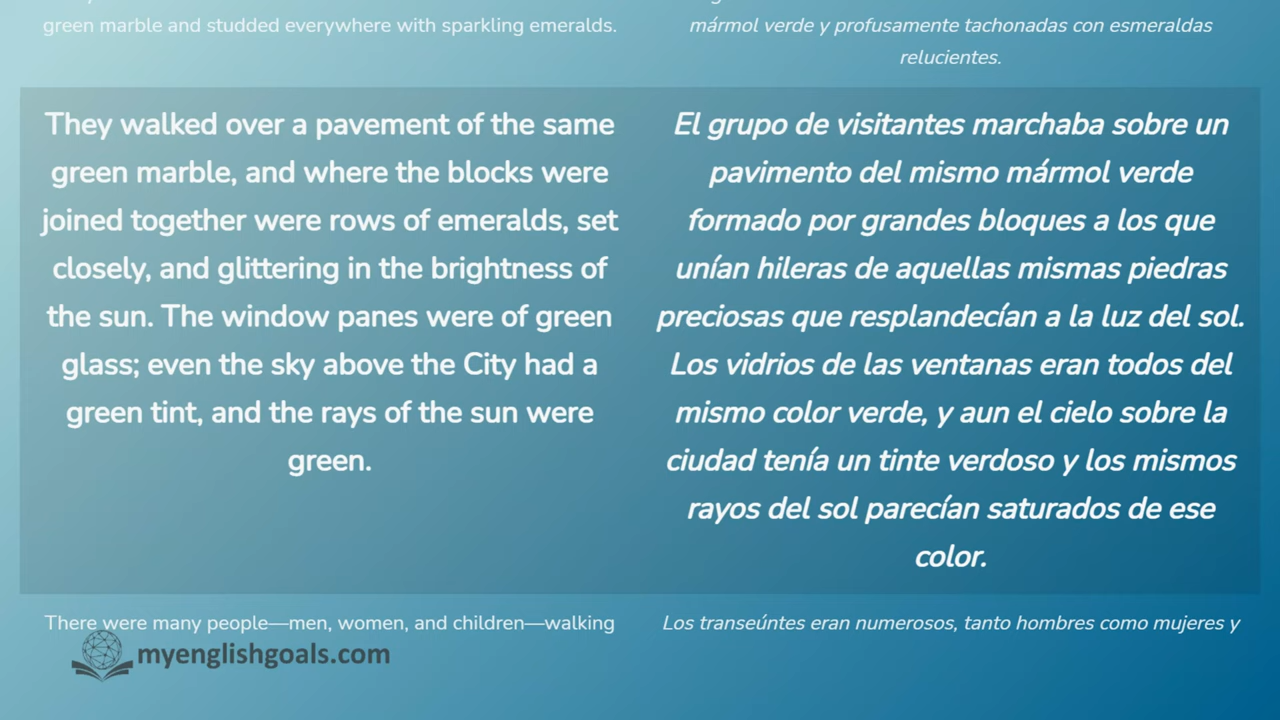 green marble and studded everywhere with sparkling emeralds.
They walked over a pavement of the same
green marble, and where the blocks were
joined together were rows of emeralds, set
closely, and glittering in the brightness of
the sun. The window panes were of green
glass; even the sky above the City had a
green tint, and the rays of the sun were
green.
There were many people—men, women, and children—walking
mármol verde y profusamente tachonadas con esmeraldas
relucientes.
El grupo de visitantes marchaba sobre un
pavimento del mismo mármol verde
formado por grandes bloques a los que
unían hileras de aquellas mismas piedras
preciosas que resplandecían a la luz del sol.
Los vidrios de las ventanas eran todos del
mismo color verde, y aun el cielo sobre la
ciudad tenía un tinte verdoso y los mismos
rayos del sol parecían saturados de ese
color.
Los transeúntes eran numerosos, tanto hombres como mujeres y
myenglishgoals.com